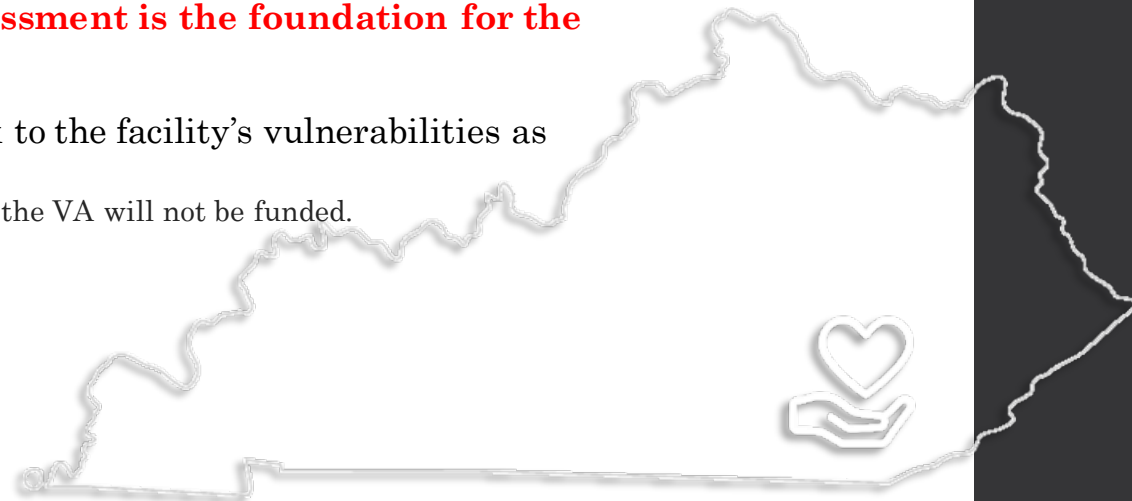 ssment is the foundation for the
to the facility’s vulnerabilities as
the VA will not be funded.